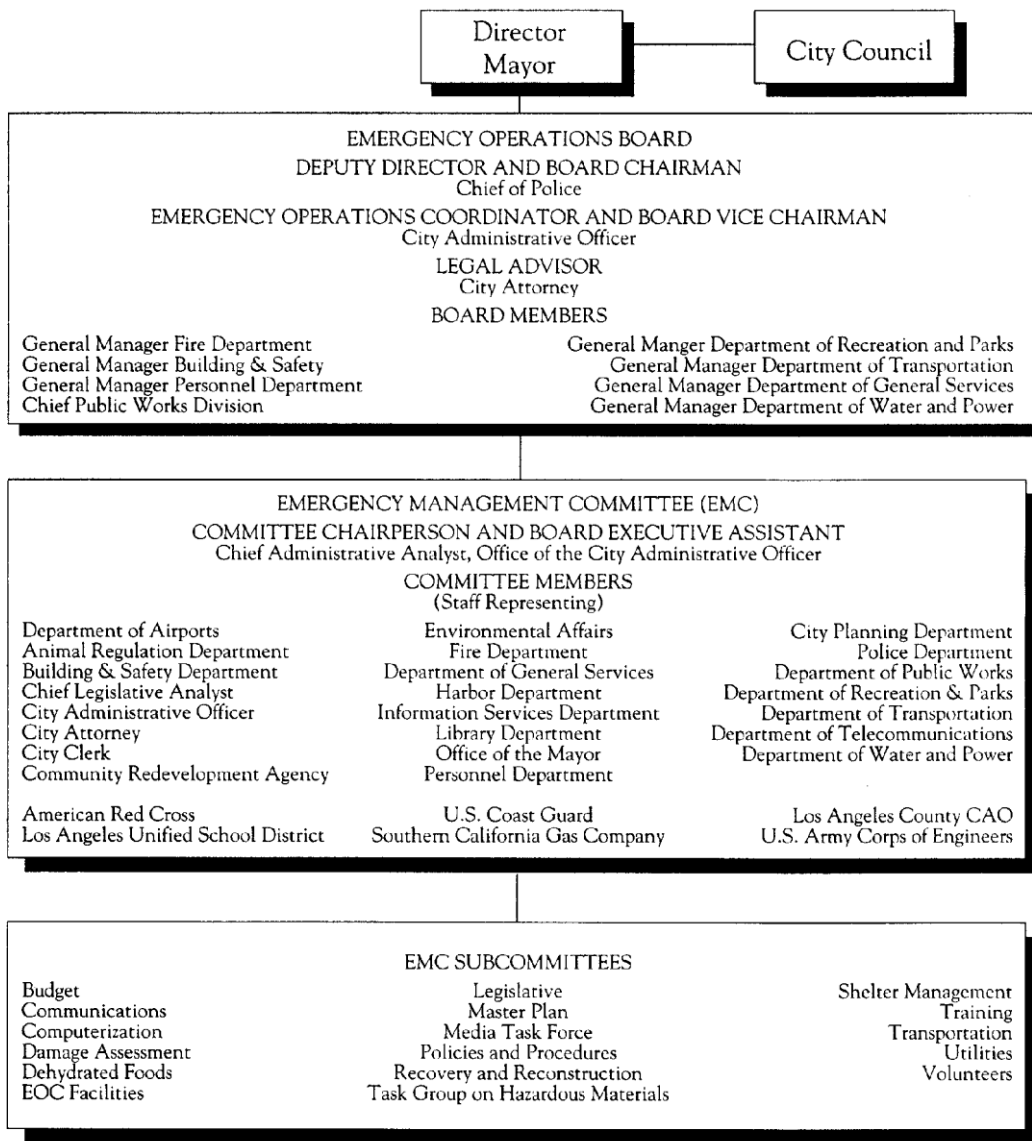 Director
Mayor
City Council
EMERGENCY OPERATIONS BOARD
DEPUTY DIRECTOR AND BOARD CHAIRMAN
Chief of Police
EMERGENCY OPERATIONS COORDINATOR AND BOARD VICE CHAIRMAN
City Administrative Officer
LEGAL ADVISOR
City Attorney
BOARD MEMBERS
General Manager Fire Department
General Manager Building & Safety
General Manager Personnel Department
Chief Public Works Division
General Manger Department of Recreation and Parks
General Manager Department of Transportation
General Manager Department of General Services
General Manager Department of Water and Power
EMERGENCY MANAGEMENT COMMITTEE (EMC)
COMMITTEE CHAIRPERSON AND BOARD EXECUTIVE ASSISTANT
Chief Administrative Analyst, Office of the City Administrative Officer
COMMITTEE MEMBERS
(Staff Representing)
Department of Airports
Animal Regulation Department
Building & Safety Department
Chief Legislative Analyst
City Administrative Officer
City Attorney
City Clerk
Community Redevelopment Agency
Environmental Affairs
Fire Department
Department of General Services
Harbor Department
Information Services Department
Library Department
Office of the Mayor
Personnel Department
City Planning Department
Police Department
Department of Public Works
Department of Recreation & Parks
Department of Transportation
Department of Telecommunications
Department of Water and Power
American Red Cross
Los Angeles Unified School District
U.S. Coast Guard
Southern California Gas Company
Los Angeles County CAO
U.S. Army Corps of Engineers
EMC SUBCOMMITTEES
Budget
Communications
Computerization
Damage Assessment
Dehydrated Foods
EOC Facilities
Legislative
Master Plan
Media Task Force
Policies and Procedures
Recovery and Reconstruction
Task Group on Hazardous Materials
Shelter Management
Training
Transportation
Utilities
Volunteers